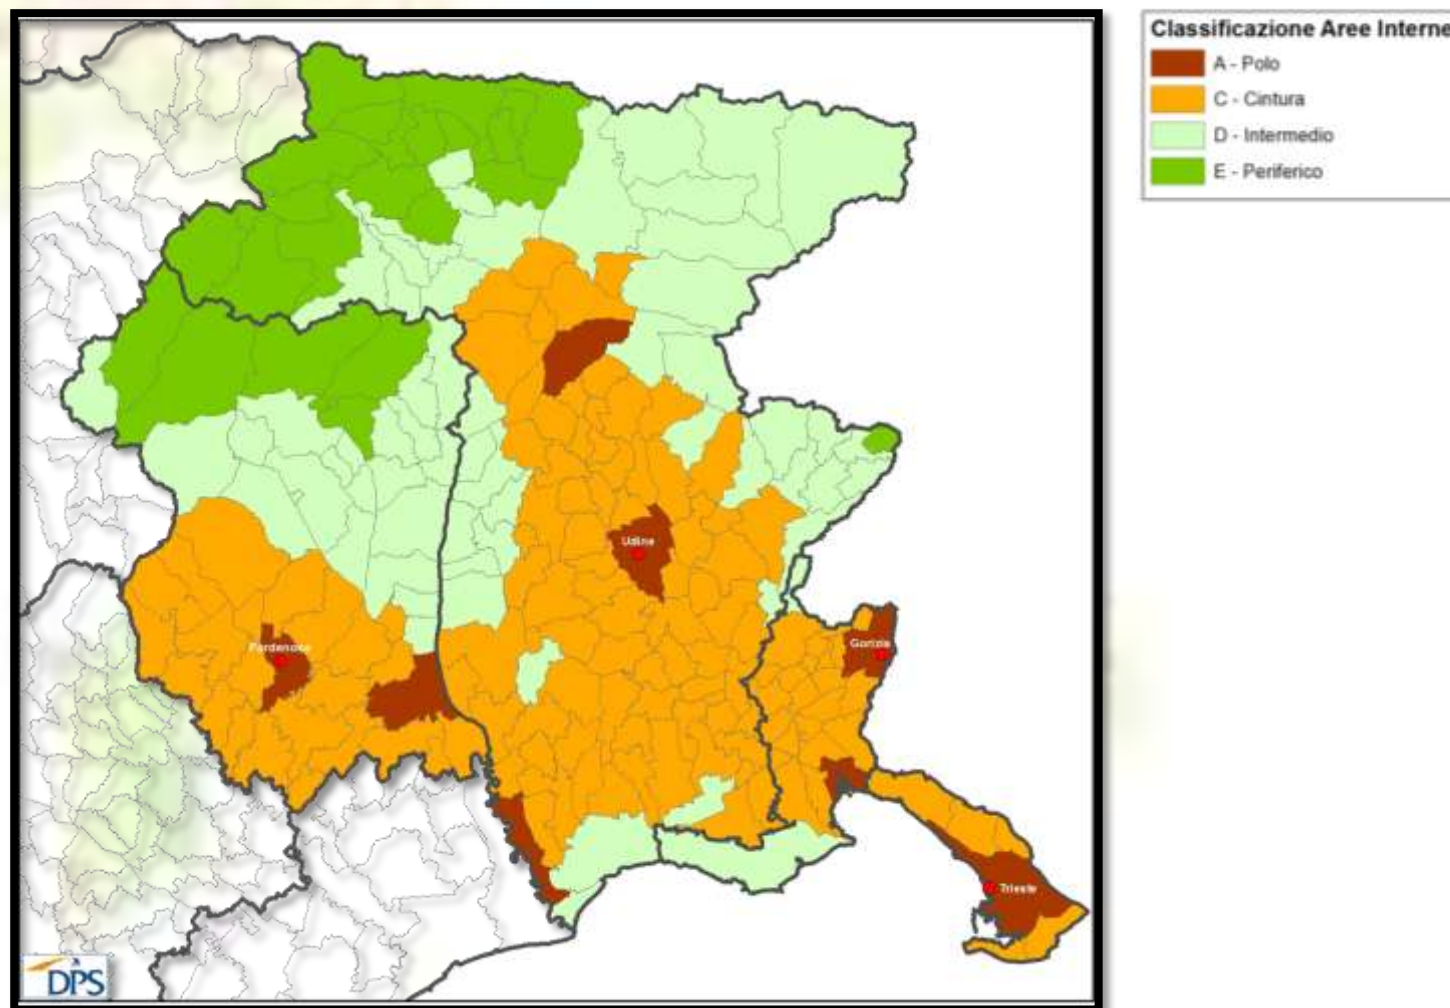 Classificazione Aree Interne
A - Polo
C - Cintura
D - Intermedio
E - Periferico
Udine
Pordenone
Gorizia
Trieste
DPS